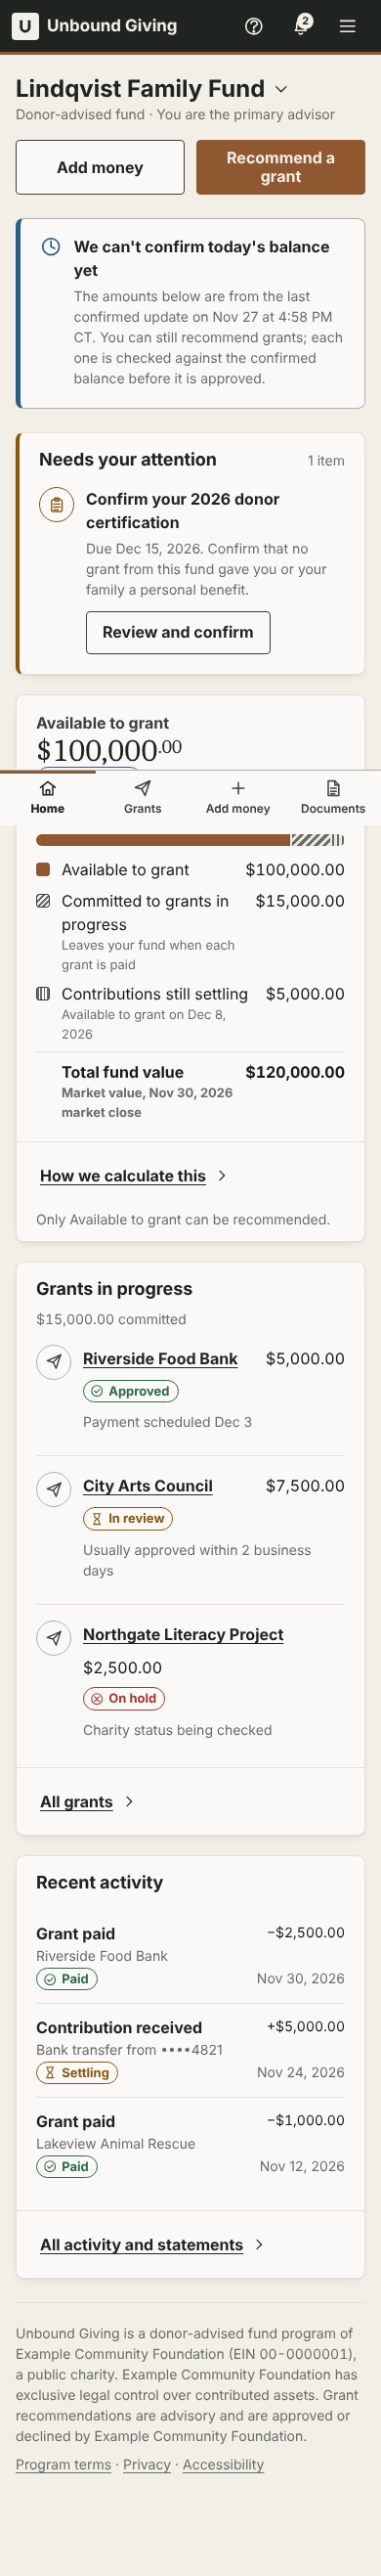 U Unbound Giving
2
Lindqvist Family Fund
Donor-advised fund · You are the primary advisor
Add money
Recommend a
grant
We can't confirm today's balance
yet
The amounts below are from the last
confirmed update on Nov 27 at 4:58 PM
CT. You can still recommend grants; each
one is checked against the confirmed
balance before it is approved.
Needs your attention
1 item
Confirm your 2026 donor
certification
Due Dec 15, 2026. Confirm that no
grant from this fund gave you or your
family a personal benefit.
Review and confirm
Available to grant
$100,000.00
Home
Grants
Add money
Documents
Available to grant $100,000.00
Committed to grants in $15,000.00
progress
Leaves your fund when each
grant is paid
Contributions still settling $5,000.00
Available to grant on Dec 8,
2026
Total fund value $120,000.00
Market value, Nov 30, 2026
market close
How we calculate this
Only Available to grant can be recommended.
Grants in progress
$15,000.00 committed
Riverside Food Bank $5,000.00
Approved
Payment scheduled Dec 3
City Arts Council $7,500.00
In review
Usually approved within 2 business
days
Northgate Literacy Project
$2,500.00
On hold
Charity status being checked
All grants
Recent activity
Grant paid −$2,500.00
Riverside Food Bank
Paid Nov 30, 2026
Contribution received +$5,000.00
Bank transfer from ••••4821
Settling Nov 24, 2026
Grant paid −$1,000.00
Lakeview Animal Rescue
Paid Nov 12, 2026
All activity and statements
Unbound Giving is a donor-advised fund program of
Example Community Foundation (EIN 00-0000001),
a public charity. Example Community Foundation has
exclusive legal control over contributed assets. Grant
recommendations are advisory and are approved or
declined by Example Community Foundation.
Program terms · Privacy · Accessibility